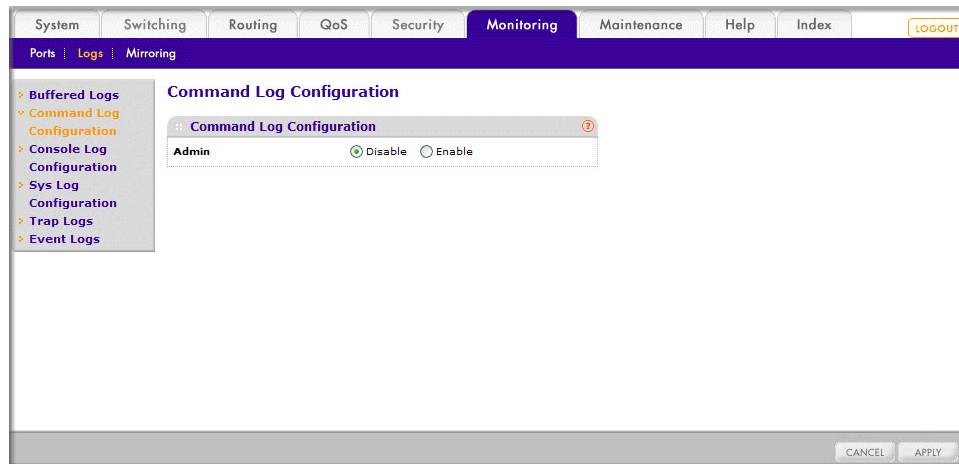 System Switching Routing QoS Security Monitoring Maintenance Help Index LOGOUT
Ports Logs Mirroring
Buffered Logs
Command Log
Configuration
Console Log
Configuration
Sys Log
Configuration
Trap Logs
Event Logs
Command Log Configuration
Command Log Configuration ?
Admin Disable Enable
CANCEL APPLY